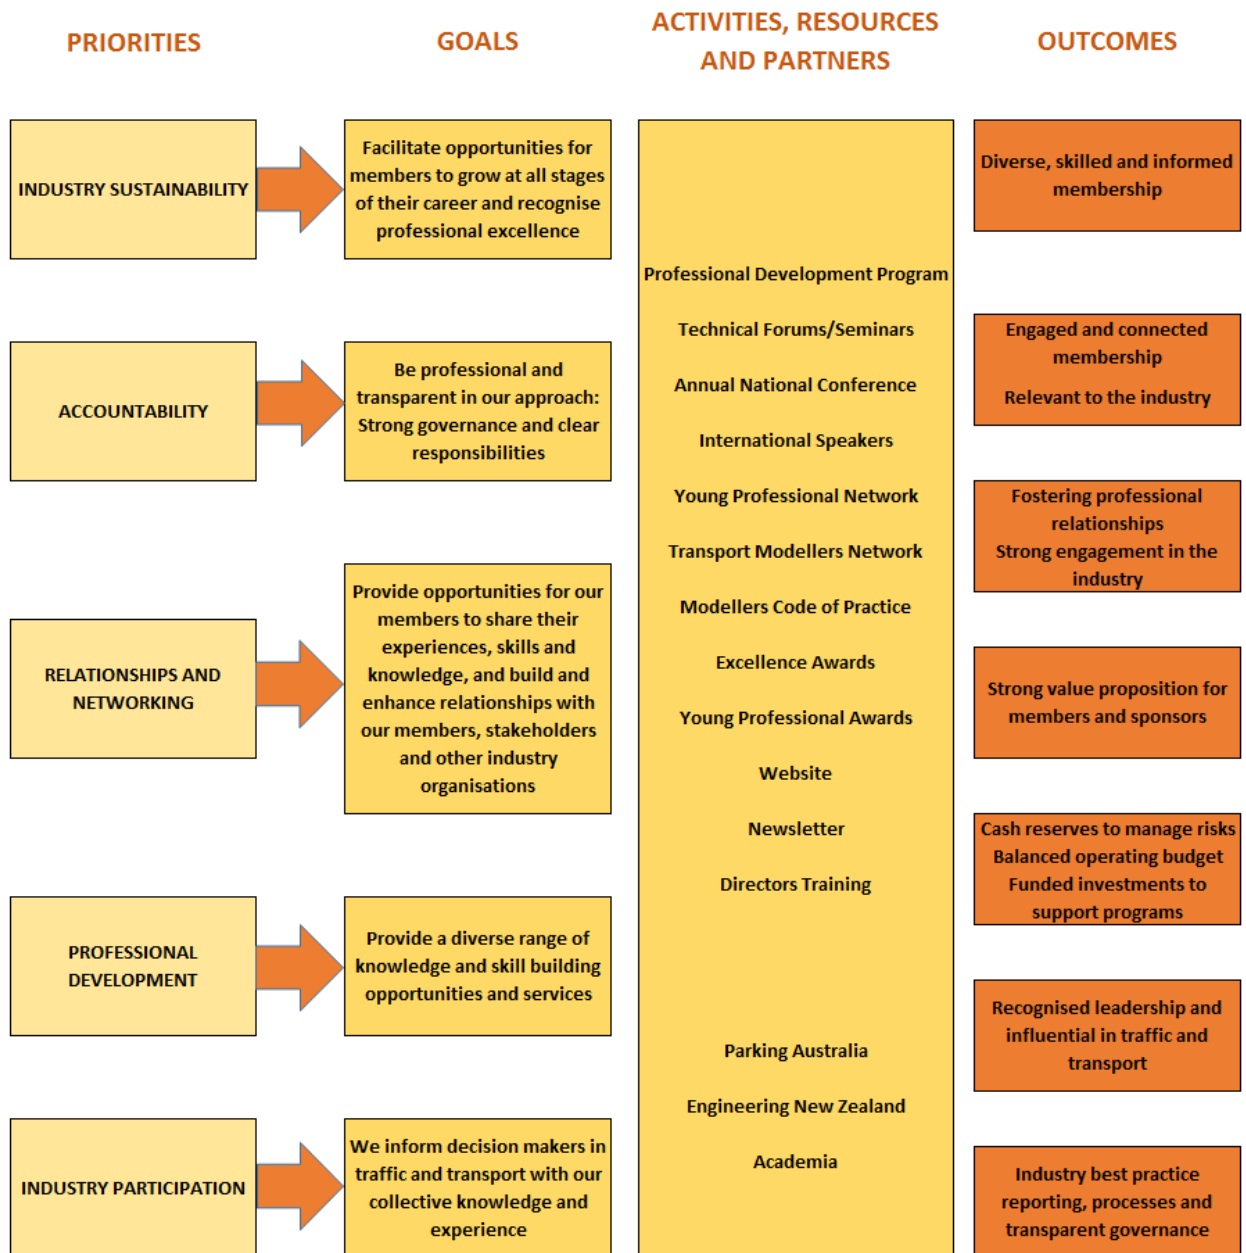 PRIORITIES
GOALS
ACTIVITIES, RESOURCES
AND PARTNERS
OUTCOMES
INDUSTRY SUSTAINABILITY
Facilitate opportunities for
members to grow at all stages
of their career and recognise
professional excellence
ACCOUNTABILITY
Be professional and
transparent in our approach:
Strong governance and clear
responsibilities
RELATIONSHIPS AND
NETWORKING
Provide opportunities for our
members to share their
experiences, skills and
knowledge, and build and
enhance relationships with
our members, stakeholders
and other industry
organisations
PROFESSIONAL
DEVELOPMENT
Provide a diverse range of
knowledge and skill building
opportunities and services
INDUSTRY PARTICIPATION
We inform decision makers in
traffic and transport with our
collective knowledge and
experience
Professional Development Program
Technical Forums/Seminars
Annual National Conference
International Speakers
Young Professional Network
Transport Modellers Network
Modellers Code of Practice
Excellence Awards
Young Professional Awards
Website
Newsletter
Directors Training
Parking Australia
Engineering New Zealand
Academia
Diverse, skilled and informed
membership
Engaged and connected
membership
Relevant to the industry
Fostering professional
relationships
Strong engagement in the
industry
Strong value proposition for
members and sponsors
Cash reserves to manage risks
Balanced operating budget
Funded investments to
support programs
Recognised leadership and
influential in traffic and
transport
Industry best practice
reporting, processes and
transparent governance